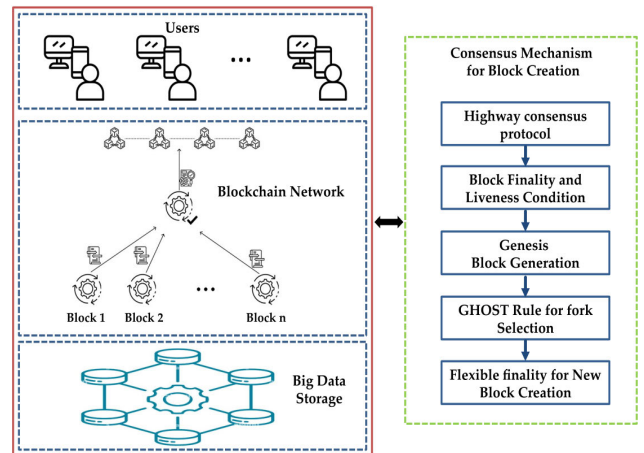 Users
...
Blockchain Network
Block 1
Block 2
...
Block n
Big Data
Storage
Consensus Mechanism
for Block Creation
Highway consensus
protocol
Block Finality and
Liveness Condition
Genesis
Block Generation
GHOST Rule for fork
Selection
Flexible finality for New
Block Creation